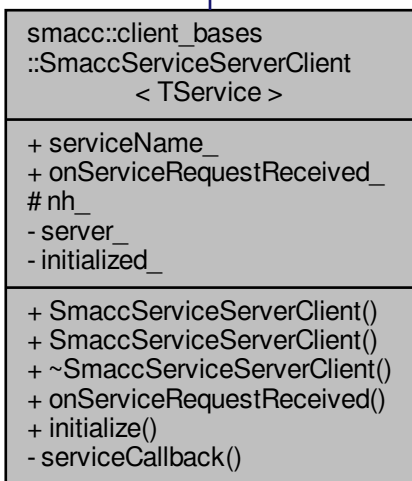 smacc::client_bases
::SmaccServiceServerClient
< TService >
+ serviceName_
+ onServiceRequestReceived_
# nh_
- server_
- initialized_
+ SmaccServiceServerClient()
+ SmaccServiceServerClient()
+ ~SmaccServiceServerClient()
+ onServiceRequestReceived()
+ initialize()
- serviceCallback()